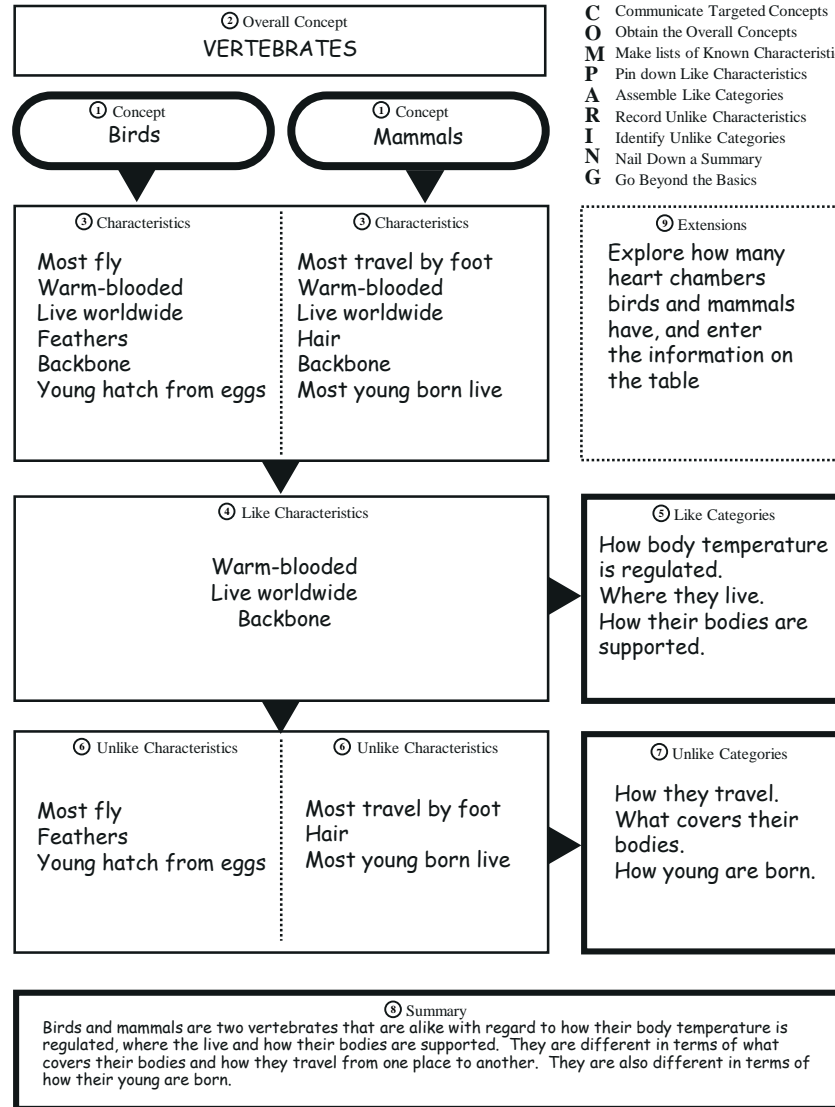 ② Overall Concept
VERTEBRATES
C Communicate Targeted Concepts
O Obtain the Overall Concepts
M Make lists of Known Characteristi
P Pin down Like Characteristics
A Assemble Like Categories
R Record Unlike Characteristics
I Identify Unlike Categories
N Nail Down a Summary
G Go Beyond the Basics
① Concept
Birds
① Concept
Mammals
③ Characteristics
Most fly
Warm-blooded
Live worldwide
Feathers
Backbone
Young hatch from eggs
③ Characteristics
Most travel by foot
Warm-blooded
Live worldwide
Hair
Backbone
Most young born live
⑨ Extensions
Explore how many
heart chambers
birds and mammals
have, and enter
the information on
the table
④ Like Characteristics
Warm-blooded
Live worldwide
Backbone
⑤ Like Categories
How body temperature
is regulated.
Where they live.
How their bodies are
supported.
⑥ Unlike Characteristics
Most fly
Feathers
Young hatch from eggs
⑥ Unlike Characteristics
Most travel by foot
Hair
Most young born live
⑦ Unlike Categories
How they travel.
What covers their
bodies.
How young are born.
⑧ Summary
Birds and mammals are two vertebrates that are alike with regard to how their body temperature is
regulated, where the live and how their bodies are supported. They are different in terms of what
covers their bodies and how they travel from one place to another. They are also different in terms of
how their young are born.